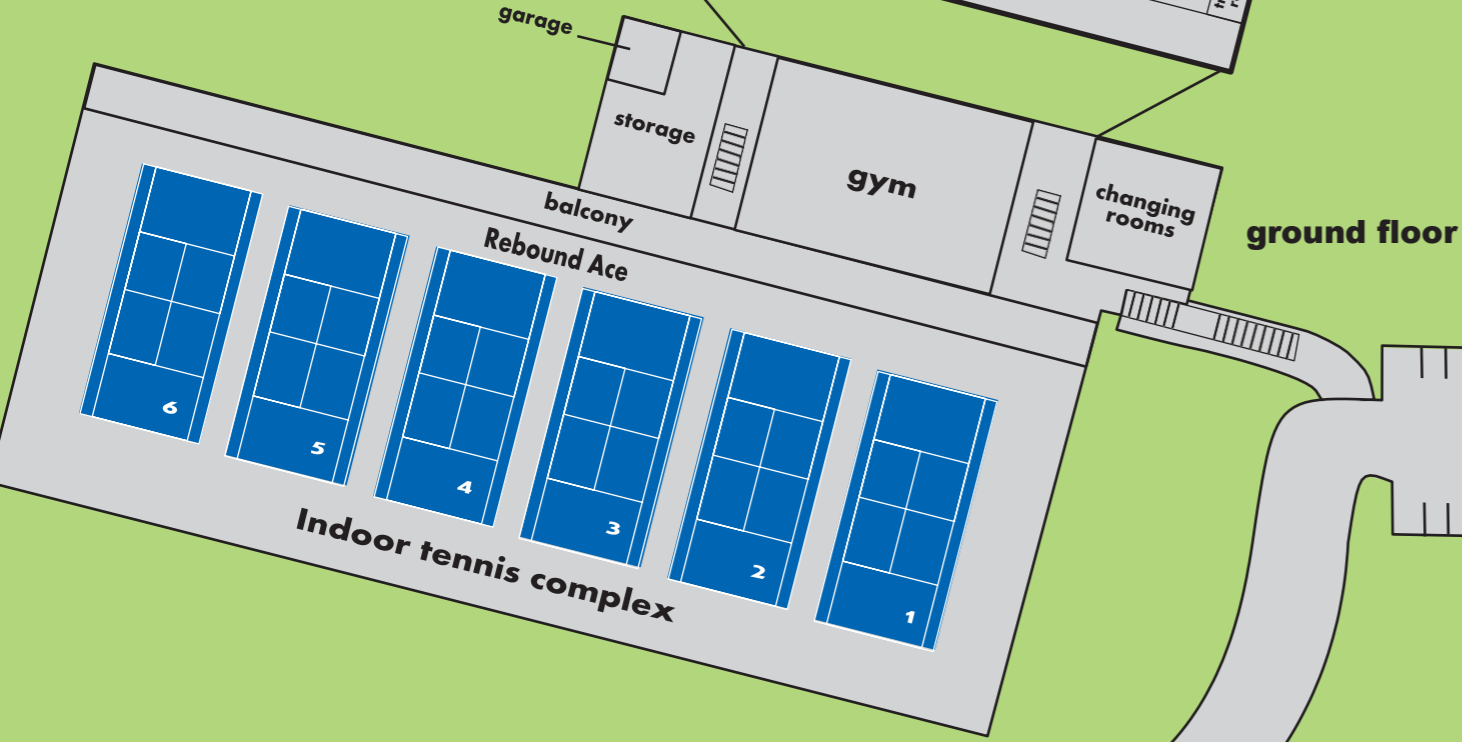 garage
storage
gym
changing
rooms
ground floor
balcony
Rebound Ace
6
5
4
3
2
1
Indoor tennis complex